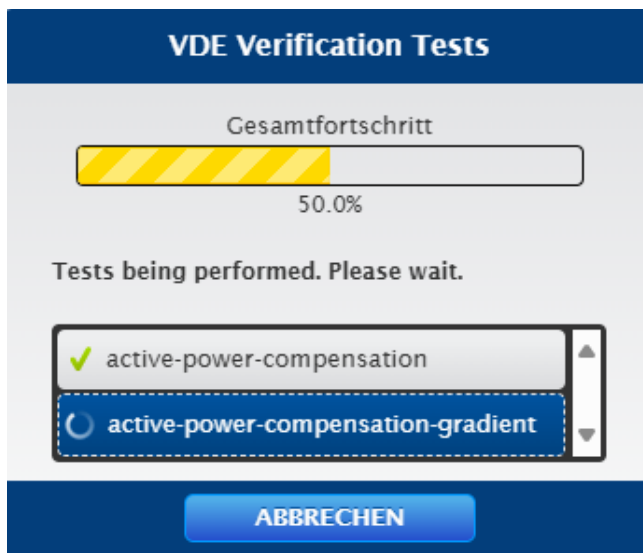 VDE Verification Tests
Gesamtfortschritt
50.0%
Tests being performed. Please wait.
active-power-compensation
active-power-compensation-gradient
ABBRECHEN